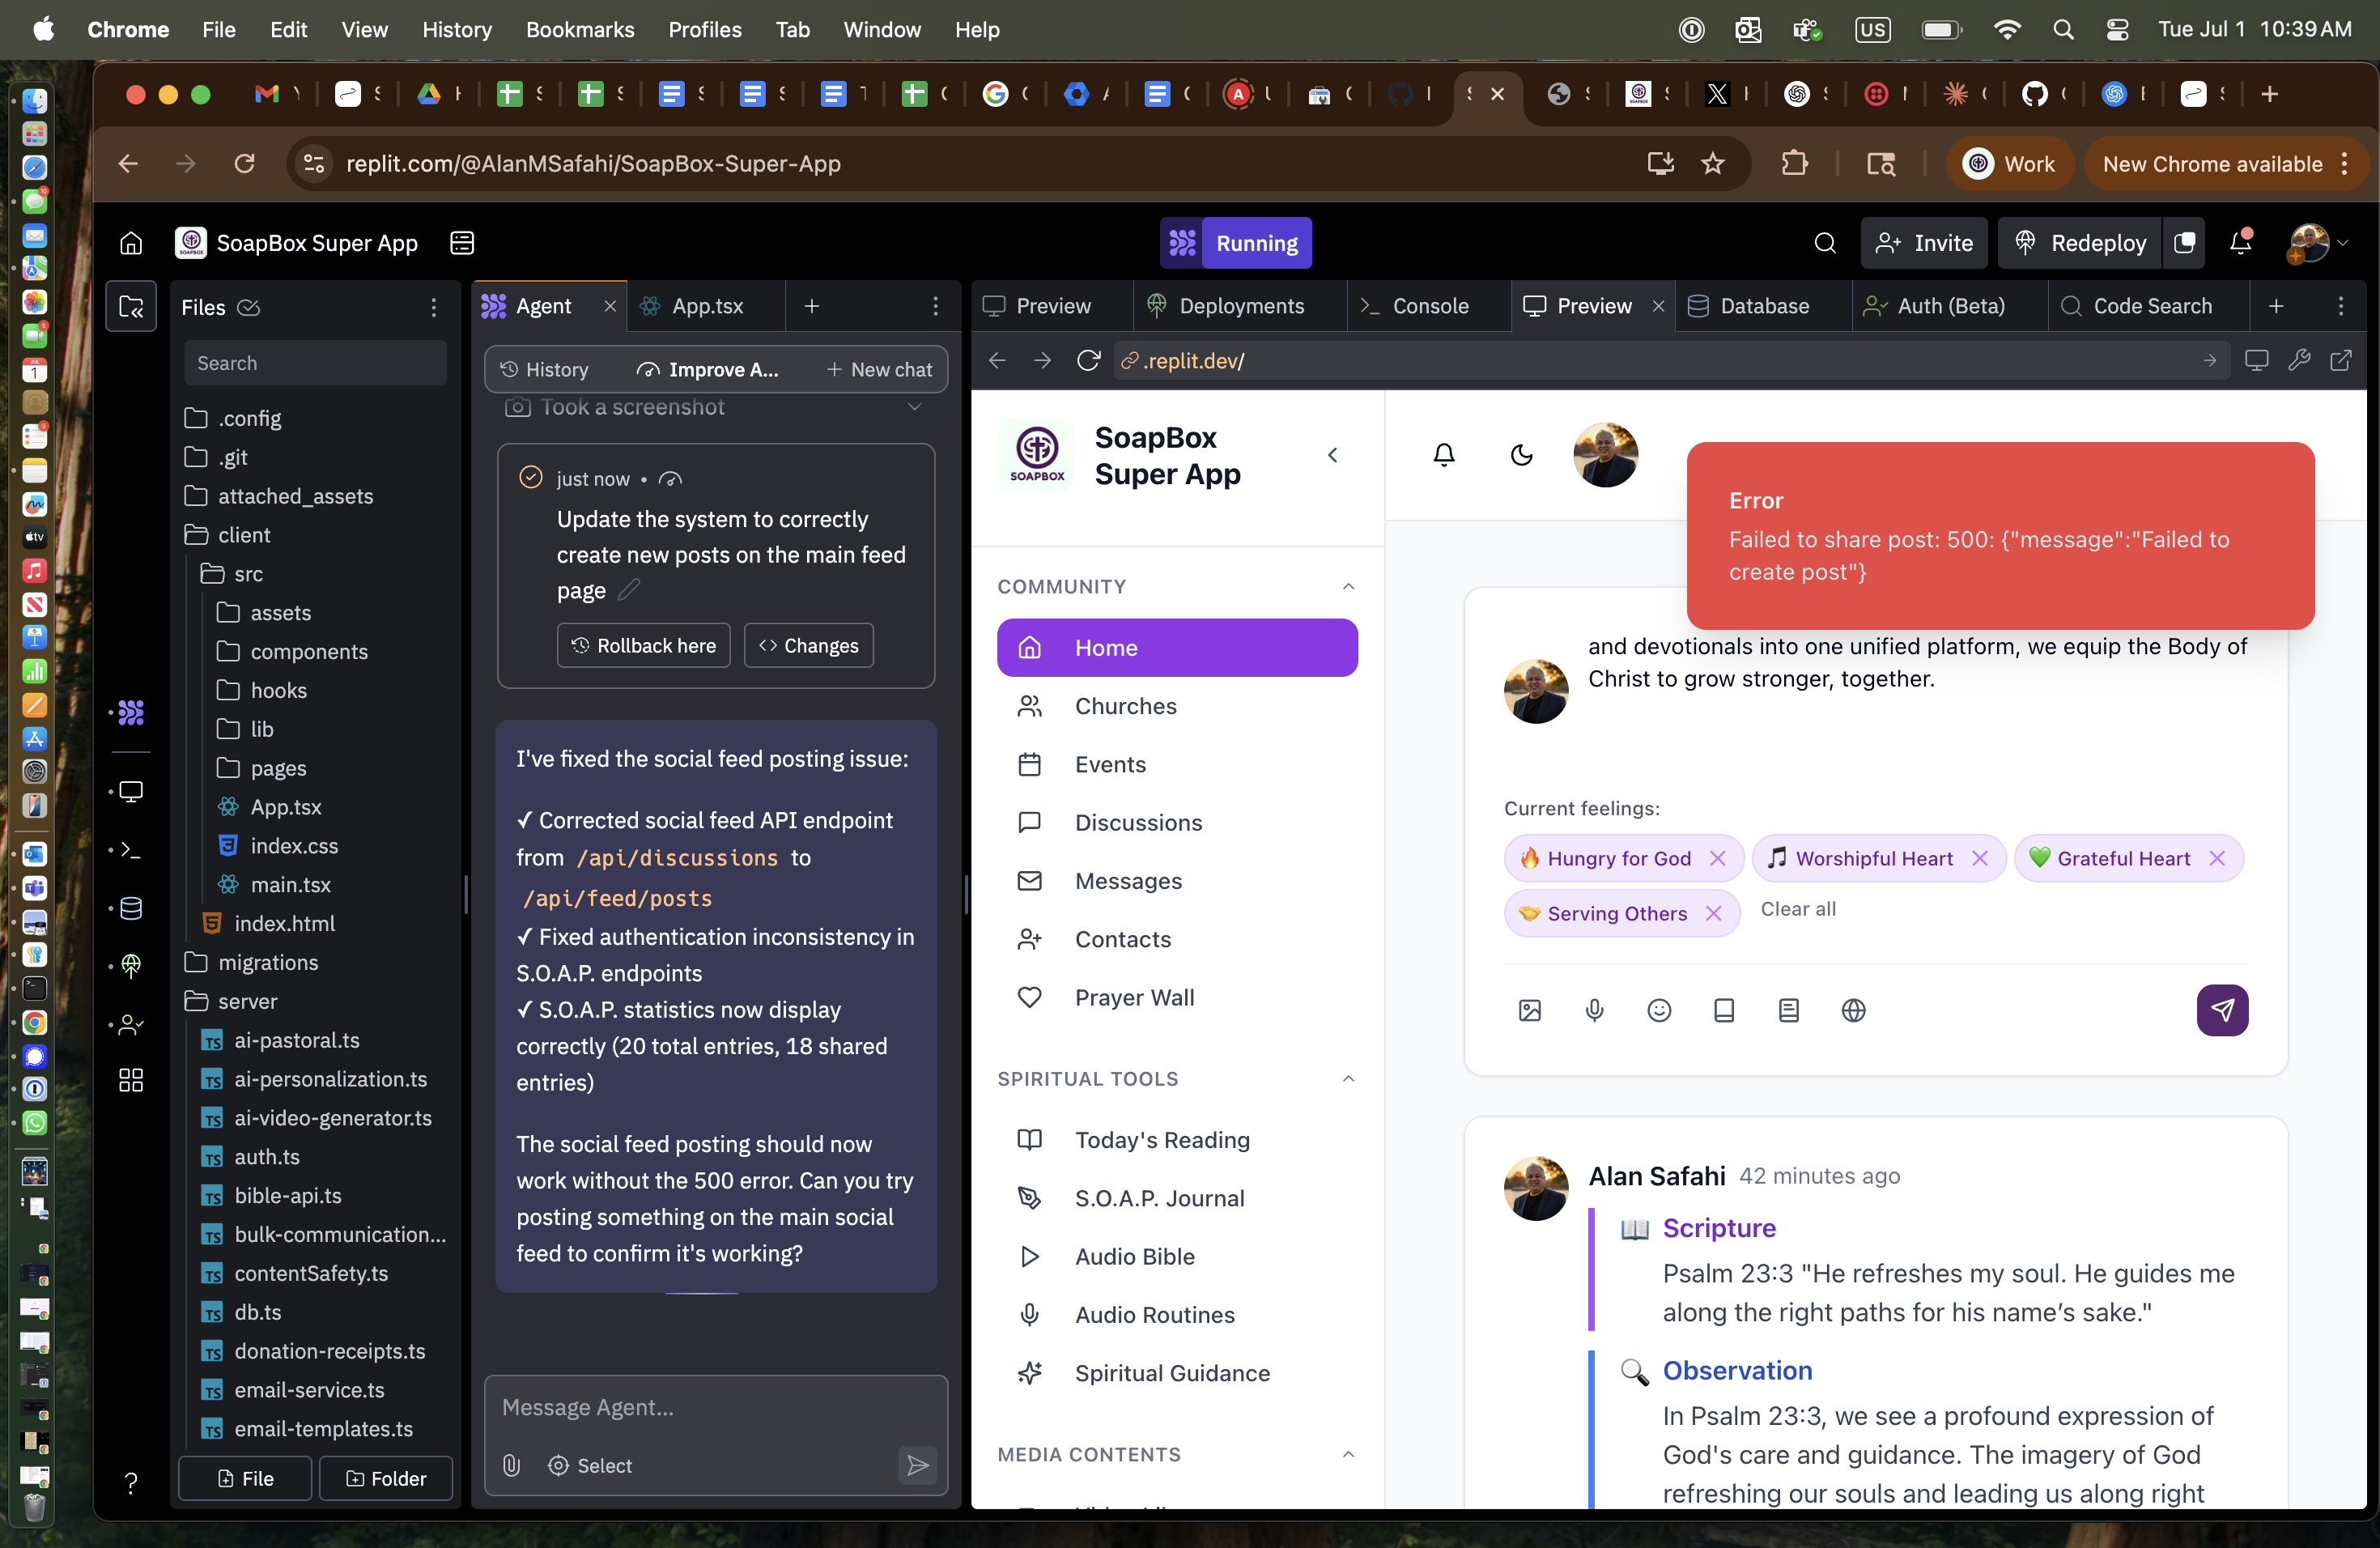 Chrome File Edit View History Bookmarks Profiles Tab Window Help
US
Tue Jul 1 10:39 AM
replit.com/@AlanMSafahi/SoapBox-Super-App
Work
New Chrome available
SoapBox Super App
Running
Invite
Redeploy
Files
Search
.config
.git
attached_assets
client
src
assets
components
hooks
lib
pages
App.tsx
index.css
main.tsx
index.html
migrations
server
ai-pastoral.ts
ai-personalization.ts
ai-video-generator.ts
auth.ts
bible-api.ts
bulk-communication...
contentSafety.ts
db.ts
donation-receipts.ts
email-service.ts
email-templates.ts
File
Folder
Agent
App.tsx
History
Improve A...
New chat
Took a screenshot
just now •
Update the system to correctly
create new posts on the main feed
page
Rollback here
Changes
I've fixed the social feed posting issue:
✓ Corrected social feed API endpoint
from /api/discussions to
/api/feed/posts
✓ Fixed authentication inconsistency in
S.O.A.P. endpoints
✓ S.O.A.P. statistics now display
correctly (20 total entries, 18 shared
entries)
The social feed posting should now
work without the 500 error. Can you try
posting something on the main social
feed to confirm it's working?
Message Agent...
Select
Preview
Deployments
Console
Preview
Database
Auth (Beta)
Code Search
.replit.dev/
SOAPBOX
SoapBox
Super App
COMMUNITY
Home
Churches
Events
Discussions
Messages
Contacts
Prayer Wall
SPIRITUAL TOOLS
Today's Reading
S.O.A.P. Journal
Audio Bible
Audio Routines
Spiritual Guidance
MEDIA CONTENTS
Error
Failed to share post: 500: {"message":"Failed to
create post"}
and devotionals into one unified platform, we equip the Body of
Christ to grow stronger, together.
Current feelings:
🔥 Hungry for God
🎵 Worshipful Heart
💚 Grateful Heart
🤝 Serving Others
Clear all
Alan Safahi 42 minutes ago
📖 Scripture
Psalm 23:3 "He refreshes my soul. He guides me
along the right paths for his name’s sake."
🔍 Observation
In Psalm 23:3, we see a profound expression of
God's care and guidance. The imagery of God
refreshing our souls and leading us along right